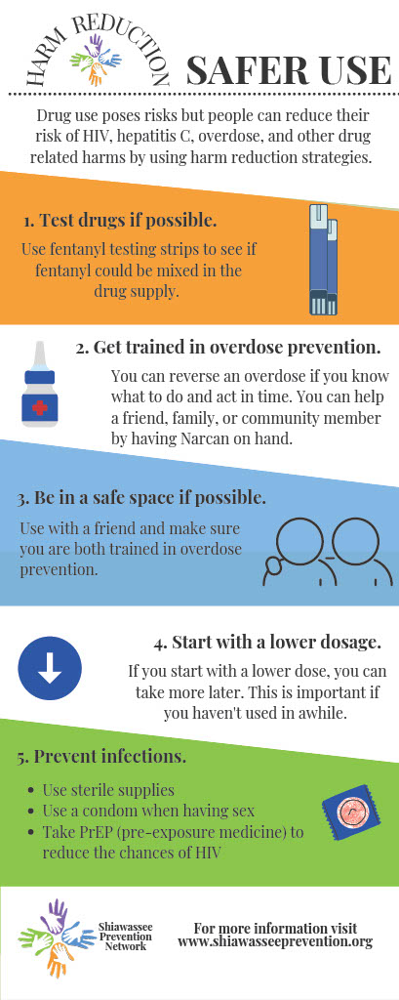 HARM REDUCTION
SAFER USE
Drug use poses risks but people can reduce their
risk of HIV, hepatitis C, overdose, and other drug
related harms by using harm reduction strategies.
1. Test drugs if possible.
Use fentanyl testing strips to see if
fentanyl could be mixed in the
drug supply.
2. Get trained in overdose prevention.
You can reverse an overdose if you know
what to do and act in time. You can help
a friend, family, or community member
by having Narcan on hand.
3. Be in a safe space if possible.
Use with a friend and make sure
you are both trained in overdose
prevention.
4. Start with a lower dosage.
If you start with a lower dose, you can
take more later. This is important if
you haven't used in awhile.
5. Prevent infections.
• Use sterile supplies
• Use a condom when having sex
• Take PrEP (pre-exposure medicine) to
reduce the chances of HIV
Shiawassee
Prevention
Network
For more information visit
www.shiawasseeprevention.org